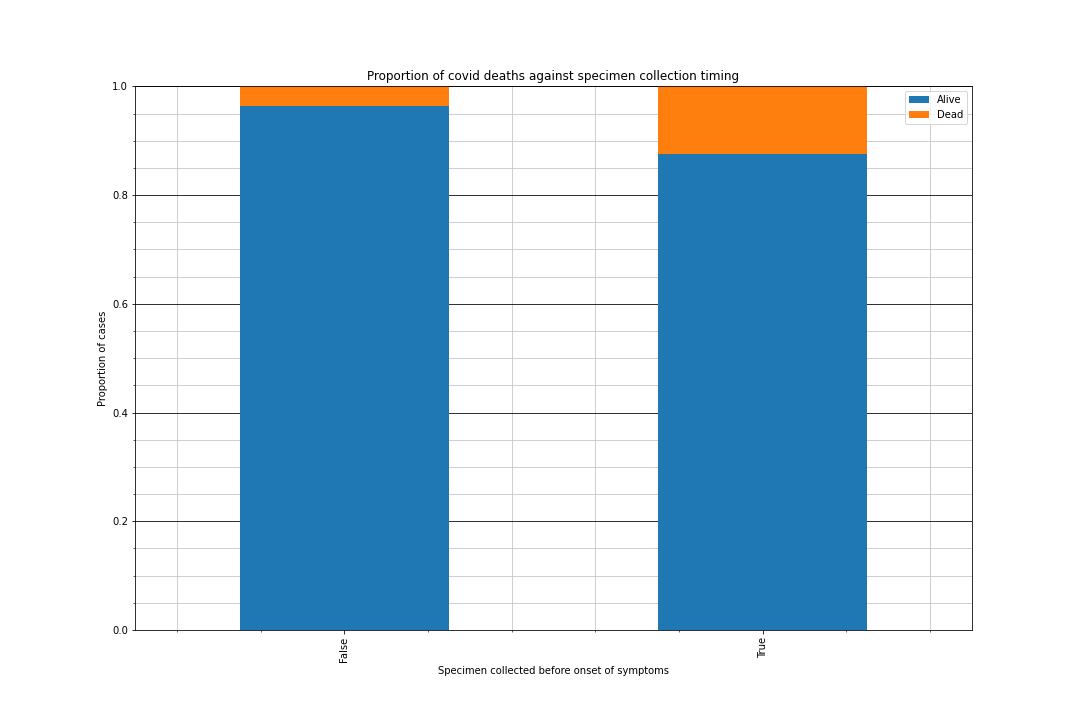 Proportion of covid deaths against specimen collection timing
Alive
Dead
1.0
0.8
0.6
0.4
0.2
0.0
Proportion of cases
False
True
Specimen collected before onset of symptoms